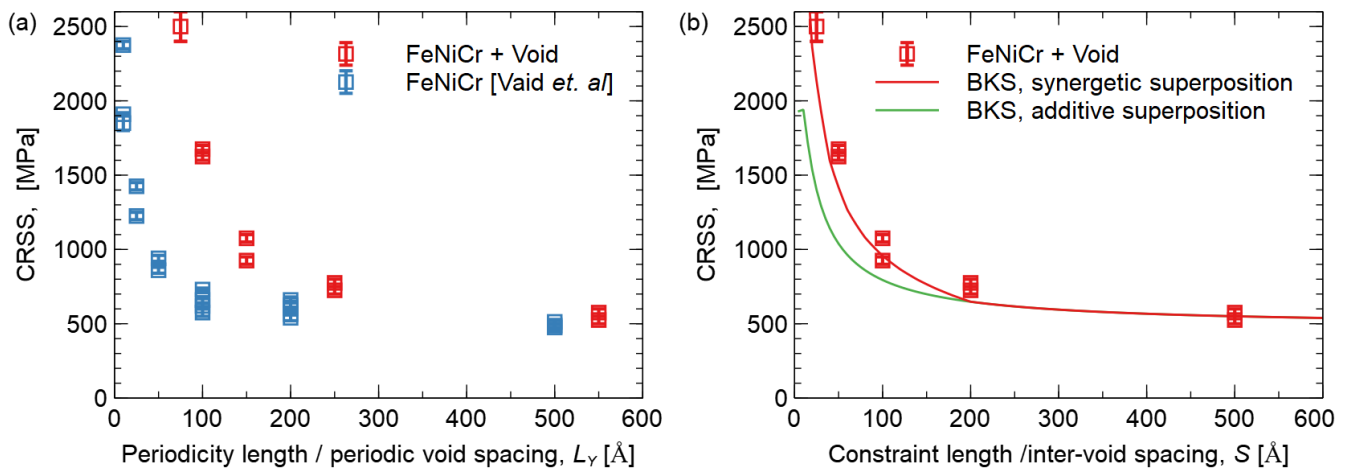 (a)
2500
2000
1500
1000
500
0
CRSS, [MPa]
FeNiCr + Void
FeNiCr [Vaid et. al]
0 100 200 300 400 500 600
Periodicity length / periodic void spacing, L_Y [Å]
(b)
2500
2000
1500
1000
500
0
CRSS, [MPa]
FeNiCr + Void
BKS, synergetic superposition
BKS, additive superposition
0 100 200 300 400 500 600
Constraint length /inter-void spacing, S [Å]